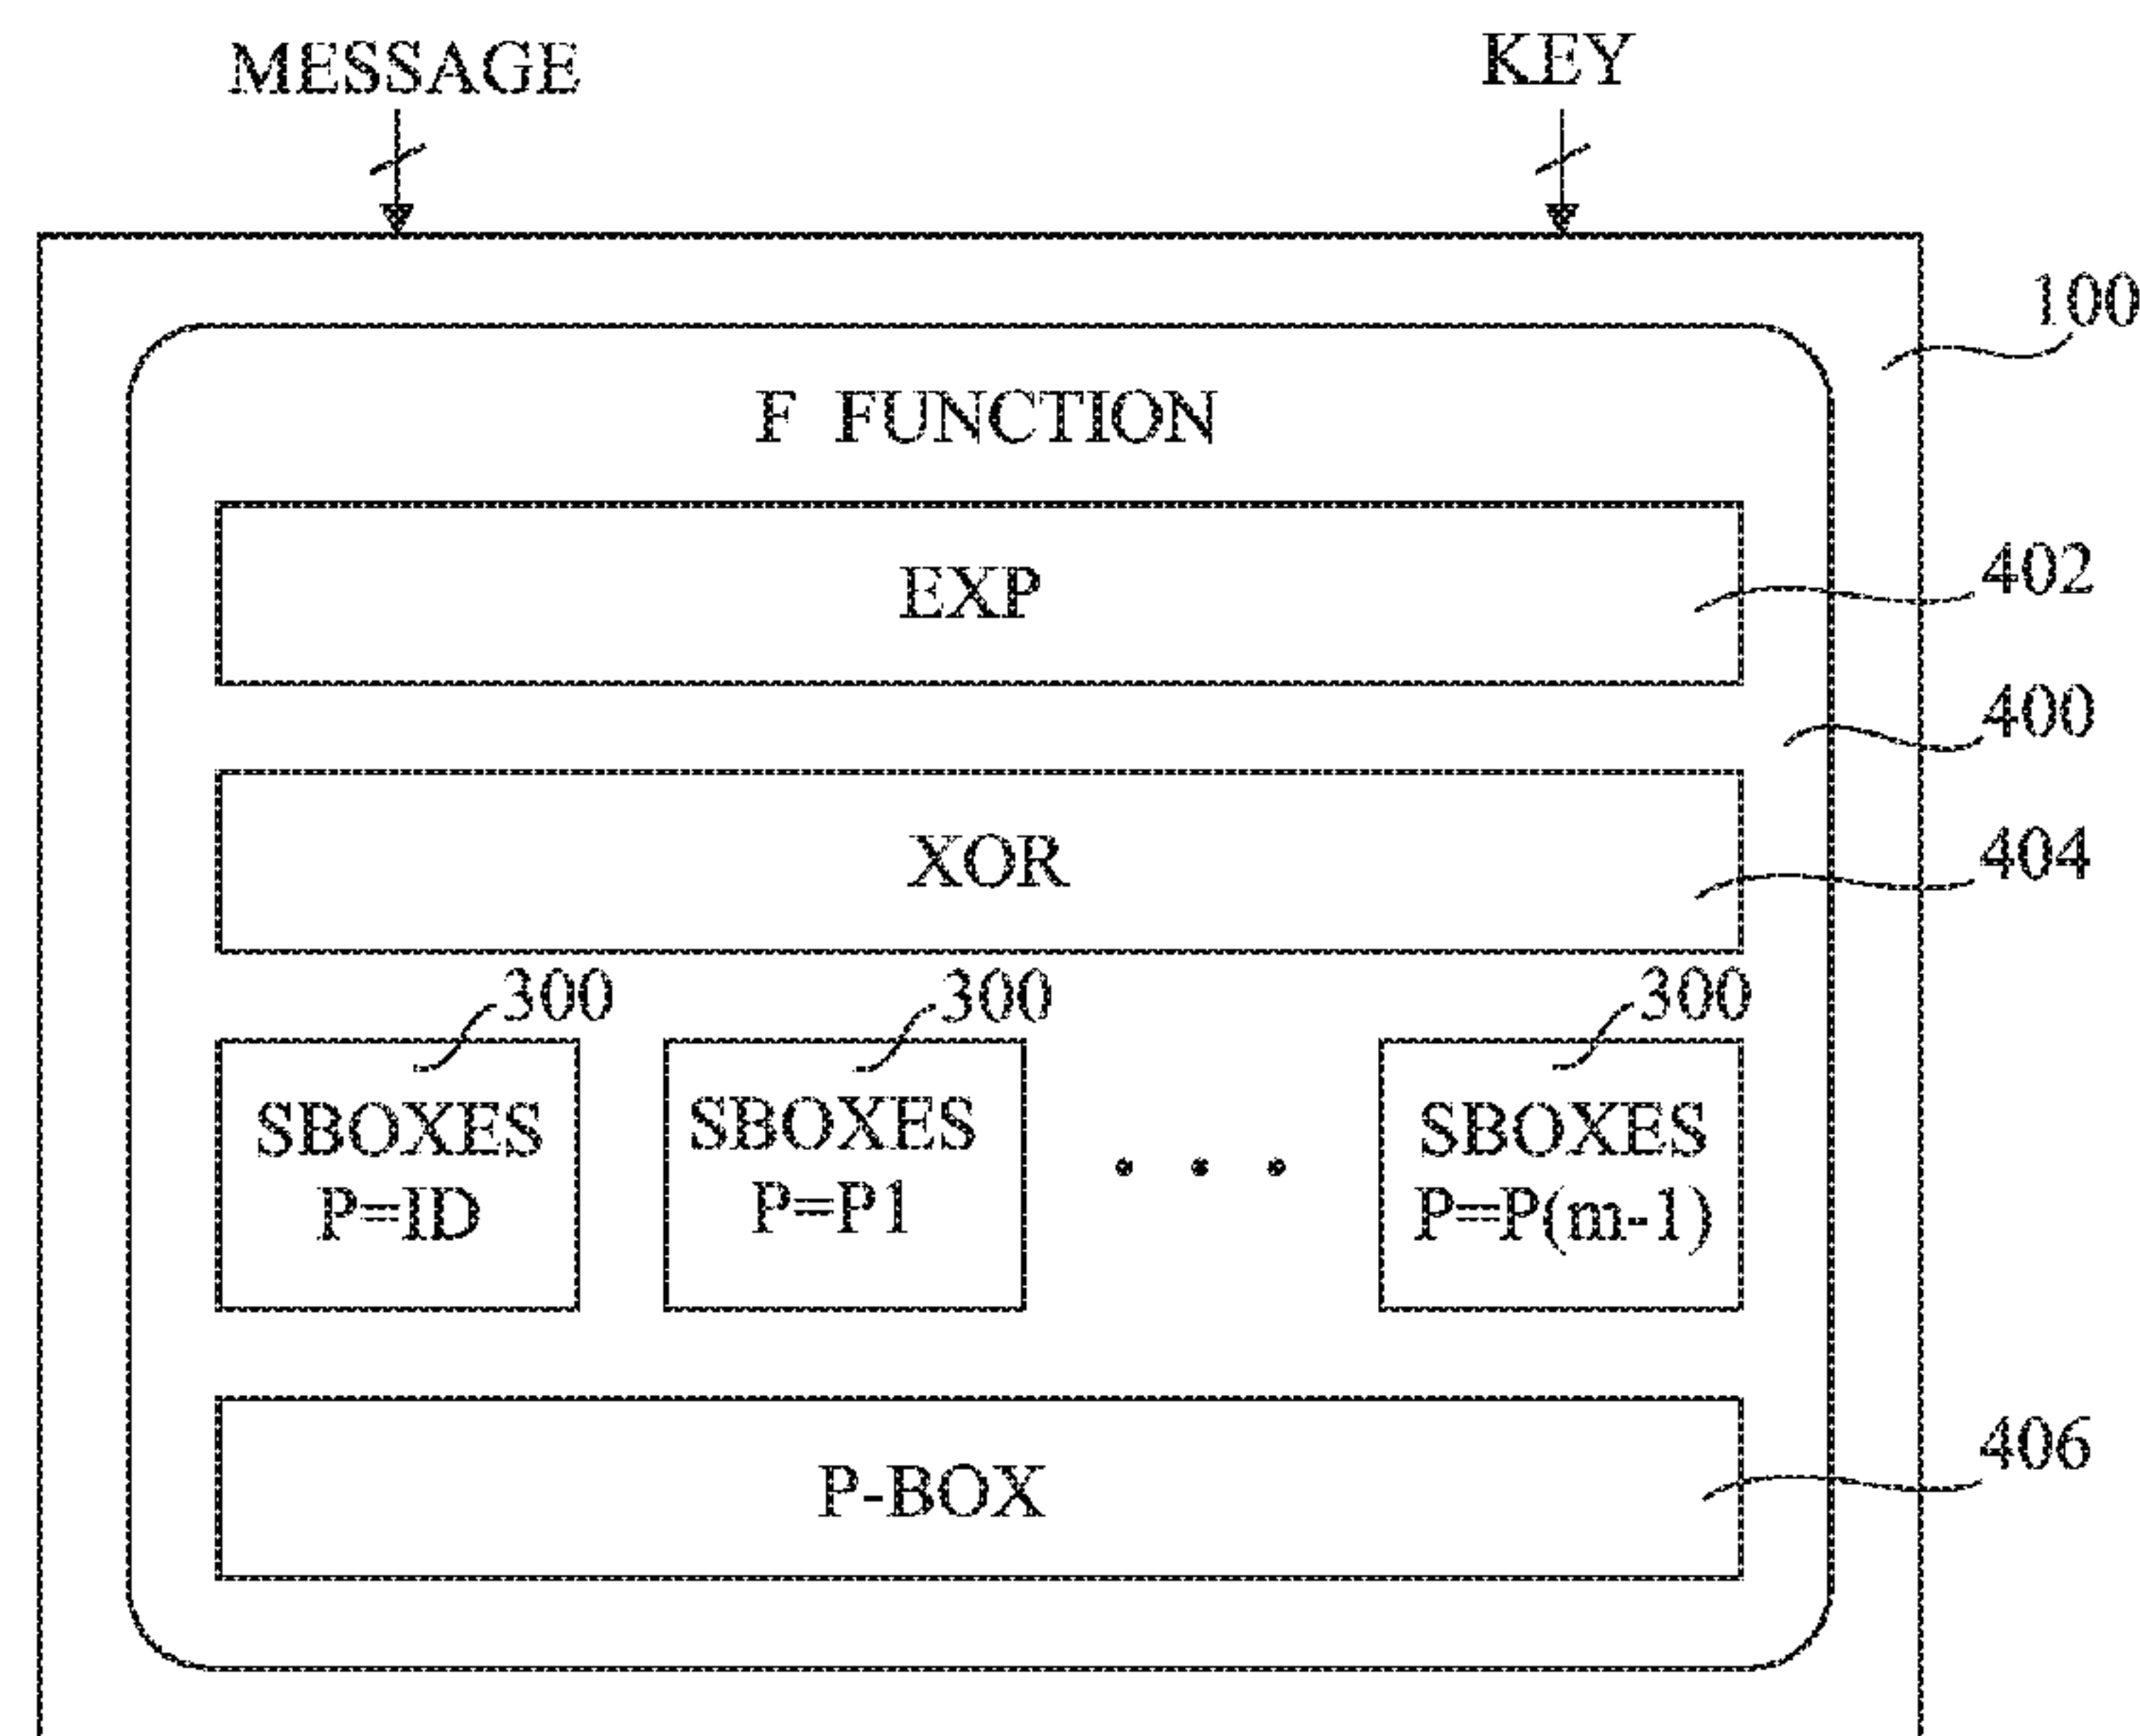 MESSAGE KEY
100
F FUNCTION
EXP
402
400
XOR
404
300 300 300
SBOXES SBOXES SBOXES
P=ID P=P1 P=P(m-1)
P-BOX
406